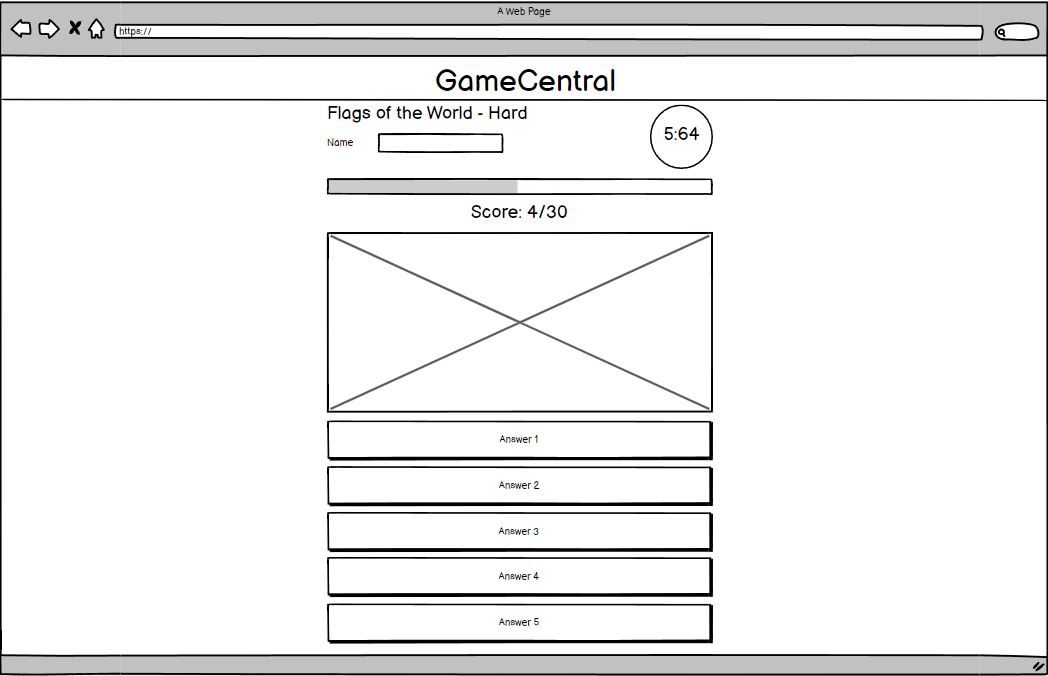 A Web Page
https://
GameCentral
Flags of the World - Hard
5:64
Name
Score: 4/30
Answer 1
Answer 2
Answer 3
Answer 4
Answer 5